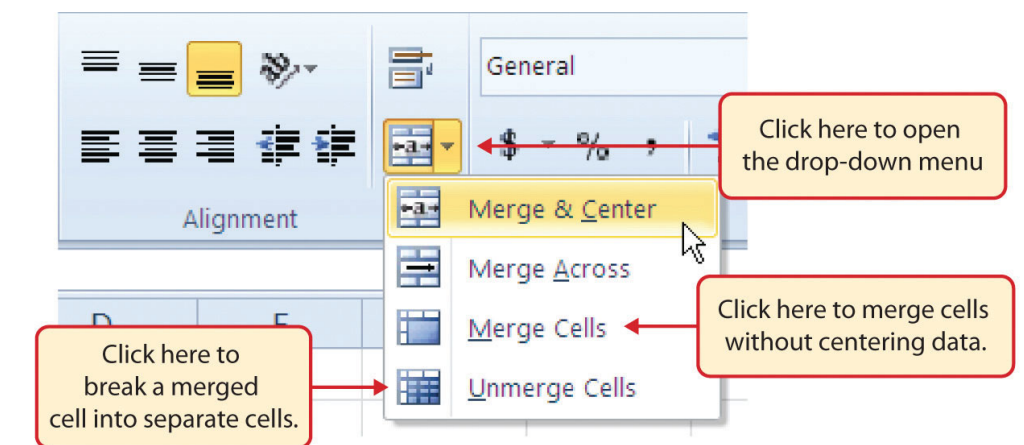 General
$ % ,
Click here to open
the drop-down menu
Alignment
Merge & Center
Merge Across
Merge Cells
Unmerge Cells
Click here to merge cells
without centering data.
Click here to
break a merged
cell into separate cells.